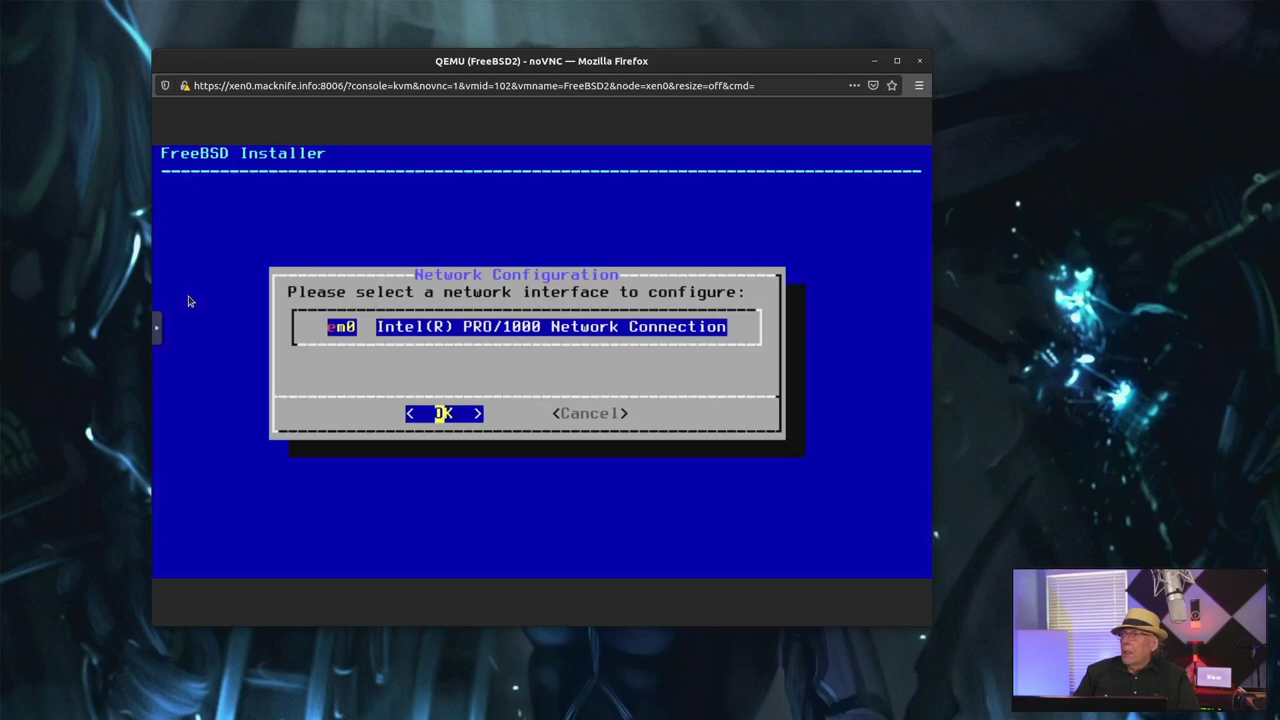 QEMU (FreeBSD2) - noVNC — Mozilla Firefox
https://xen0.macknife.info:8006/?console=kvm&novnc=1&vmid=102&vmname=FreeBSD2&node=xen0&resize=off&cmd=
FreeBSD Installer
Network Configuration
Please select a network interface to configure:
em0 Intel(R) PRO/1000 Network Connection
< OK > <Cancel>